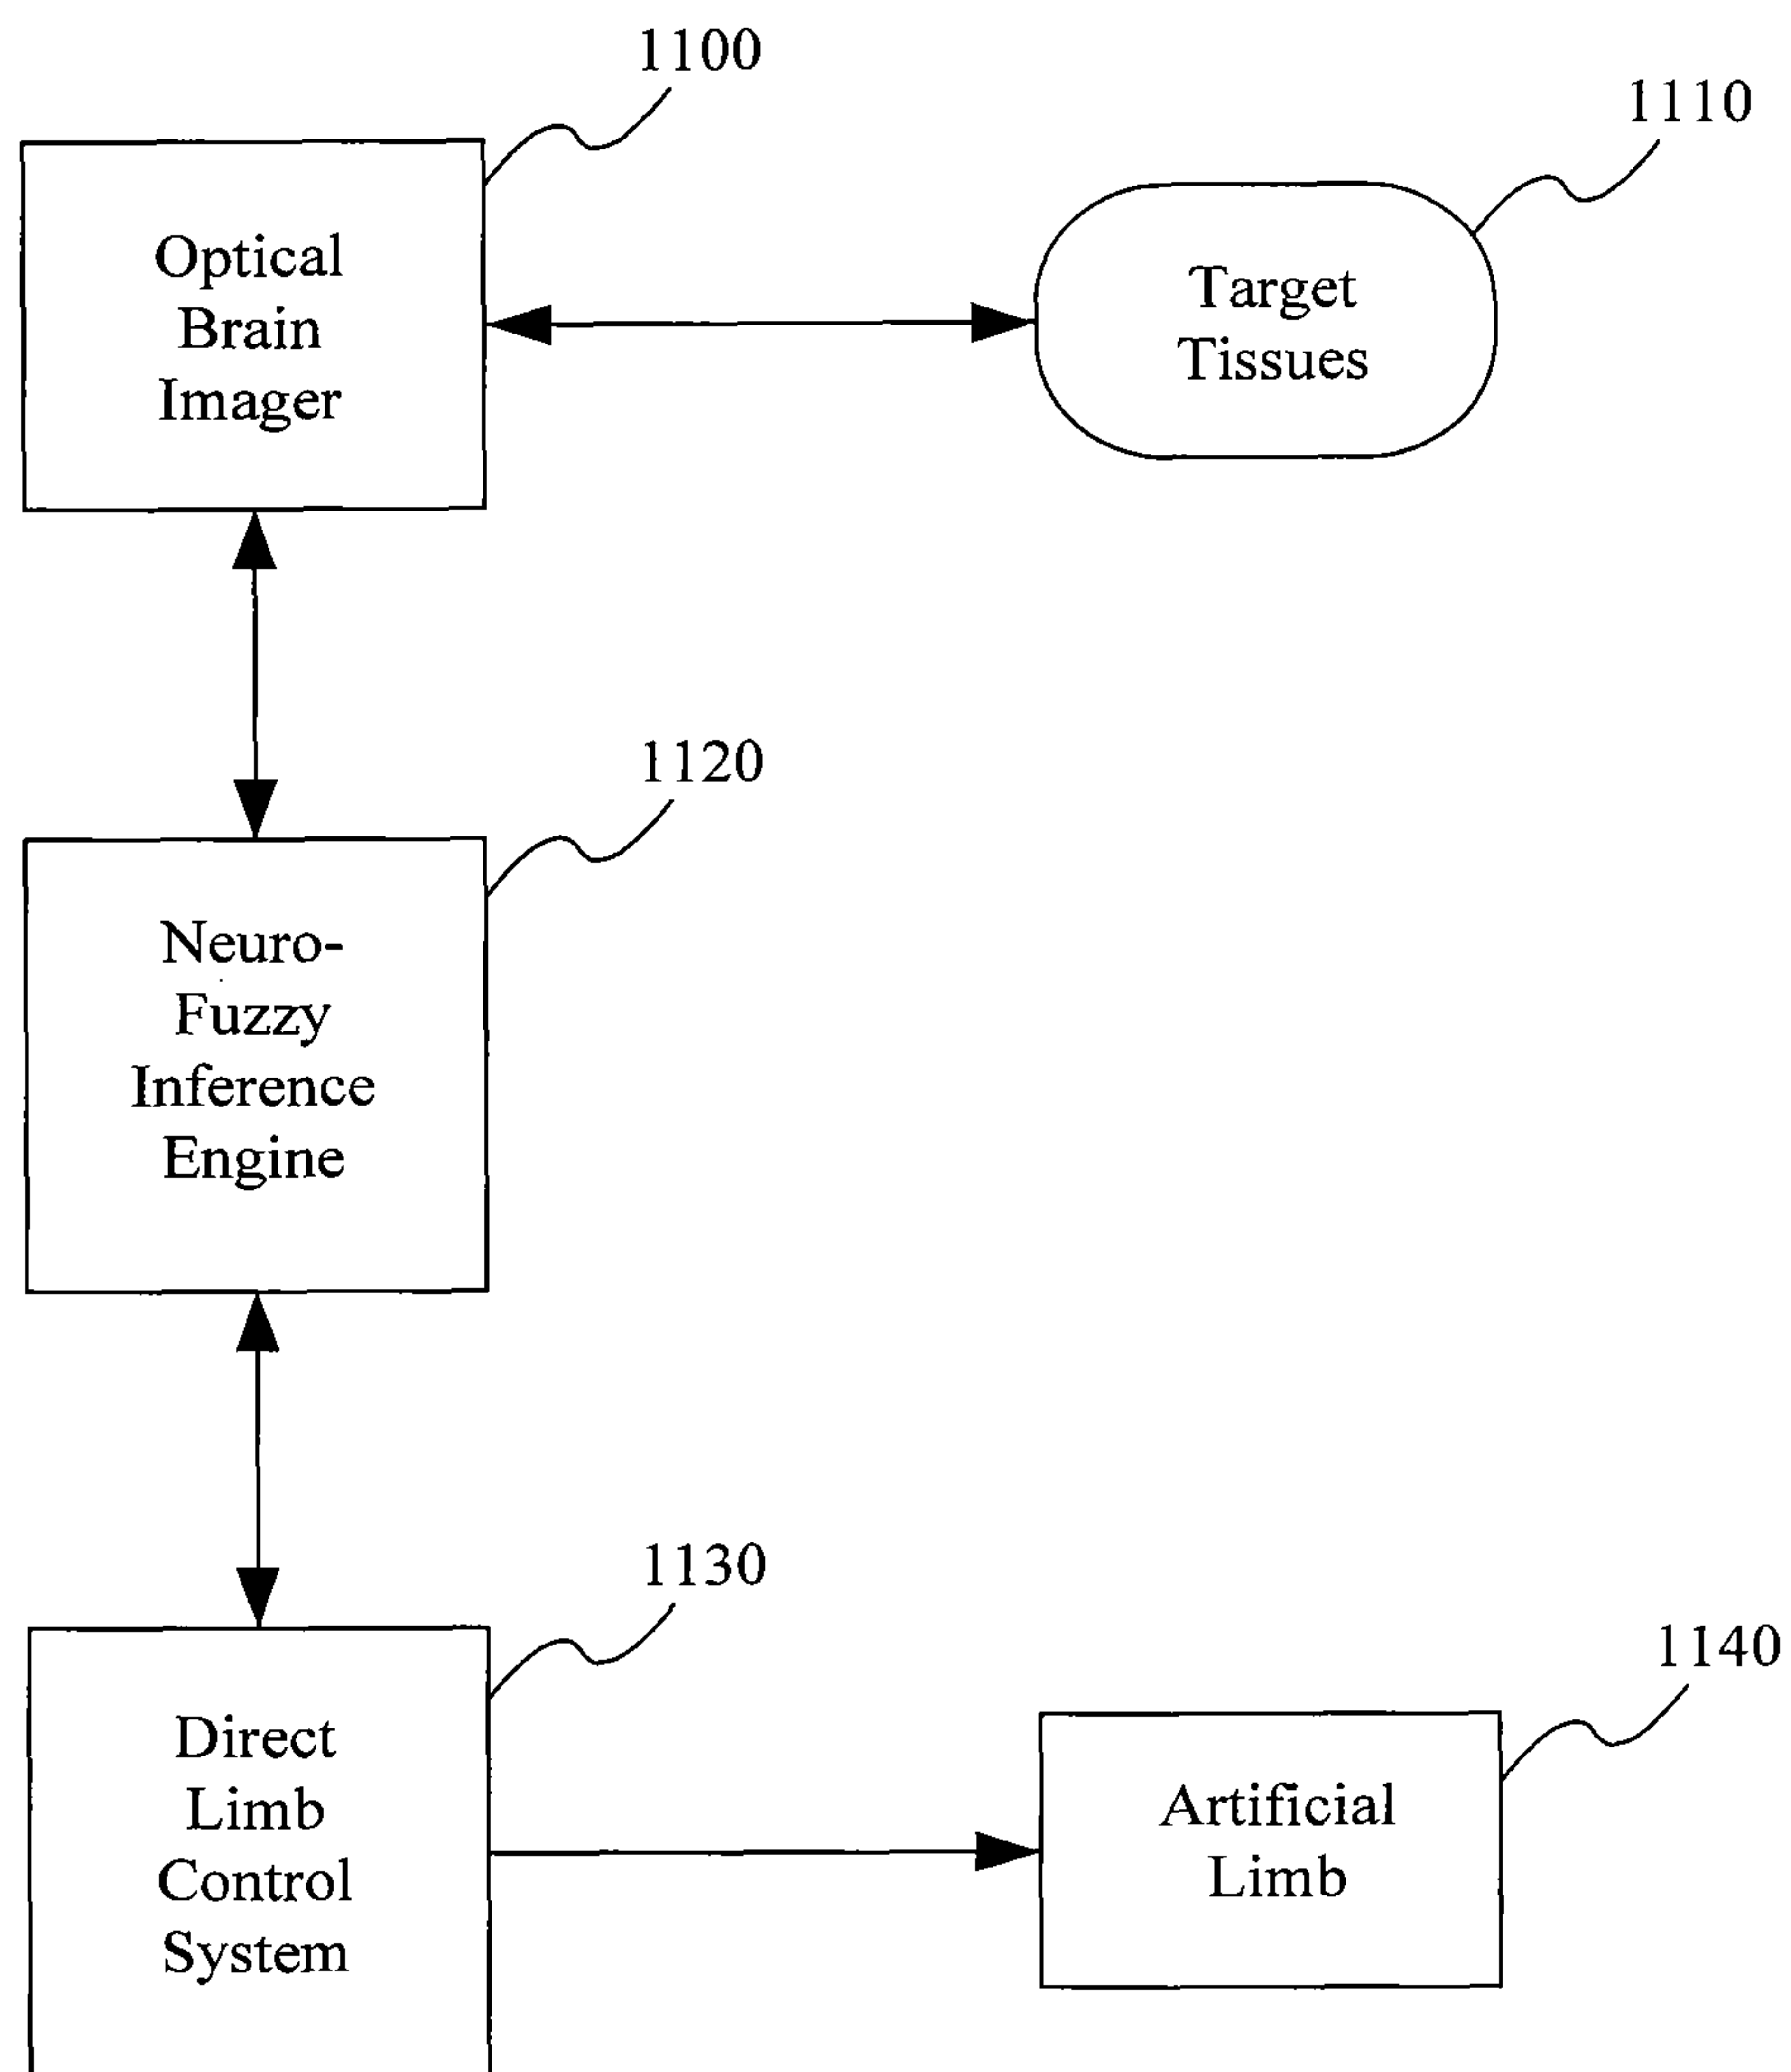 1100
1110
Optical
Brain
Imager
Target
Tissues
1120
Neuro-
Fuzzy
Inference
Engine
1130
1140
Direct
Limb
Control
System
Artificial
Limb